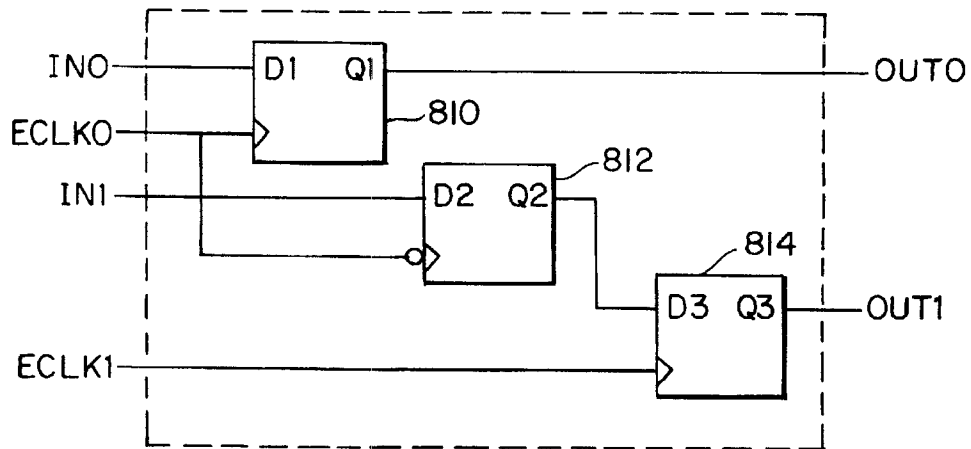 IN0 D1 Q1 OUT0
810
ECLK0
812
IN1 D2 Q2
814
D3 Q3 OUT1
ECLK1